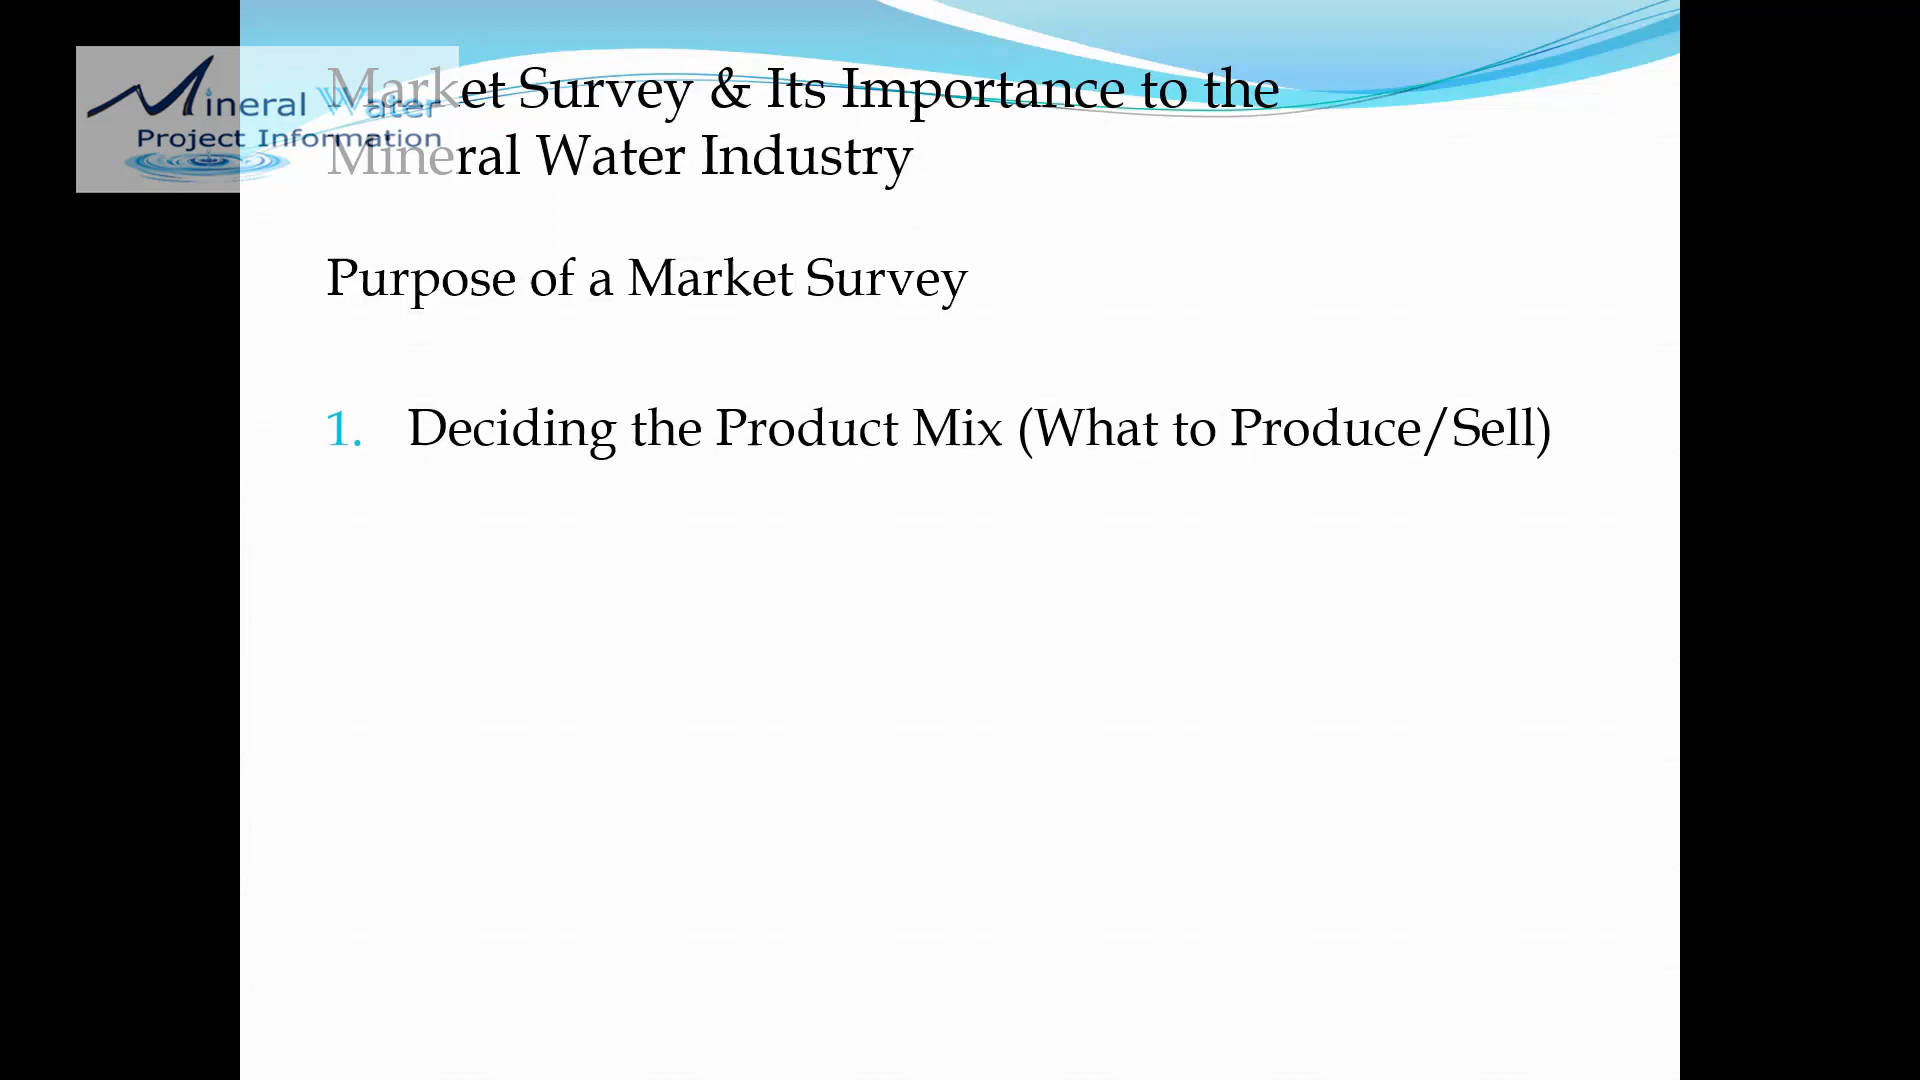 Market Survey & Its Importance to the
Mineral Water Industry
Mineral Water
Project Information
Purpose of a Market Survey
1. Deciding the Product Mix (What to Produce/Sell)